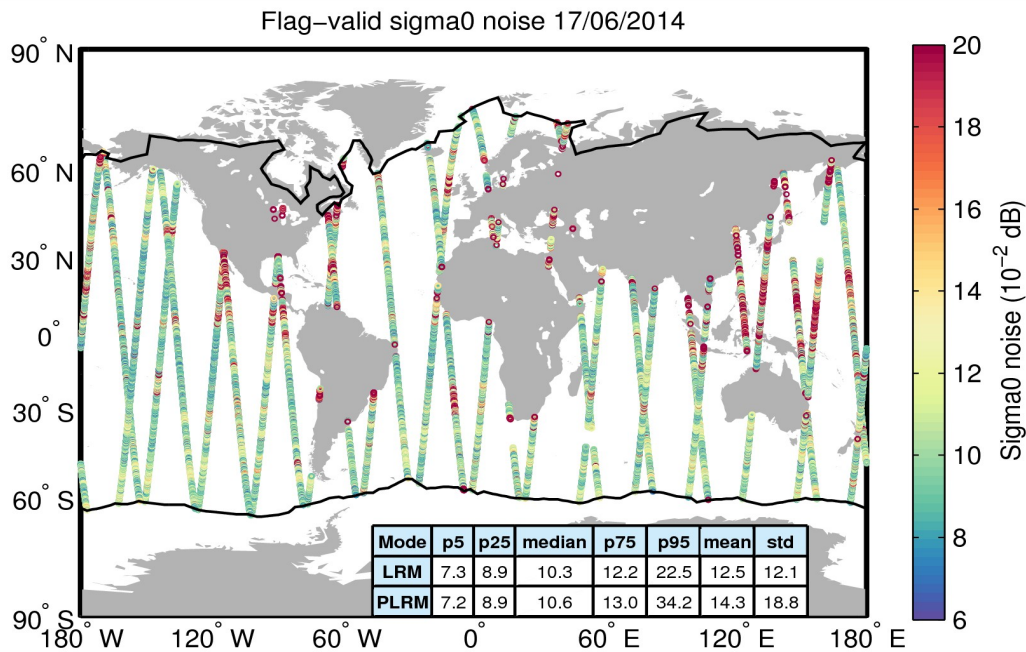 Flag−valid sigma0 noise 17/06/2014
90° N
60° N
30° N
0°
30° S
60° S
90° S
180° W
120° W
60° W
0°
60° E
120° E
180° E
Mode p5 p25 median p75 p95 mean std
LRM 7.3 8.9 10.3 12.2 22.5 12.5 12.1
PLRM 7.2 8.9 10.6 13.0 34.2 14.3 18.8
20
18
16
14
12
10
8
6
Sigma0 noise (10⁻² dB)